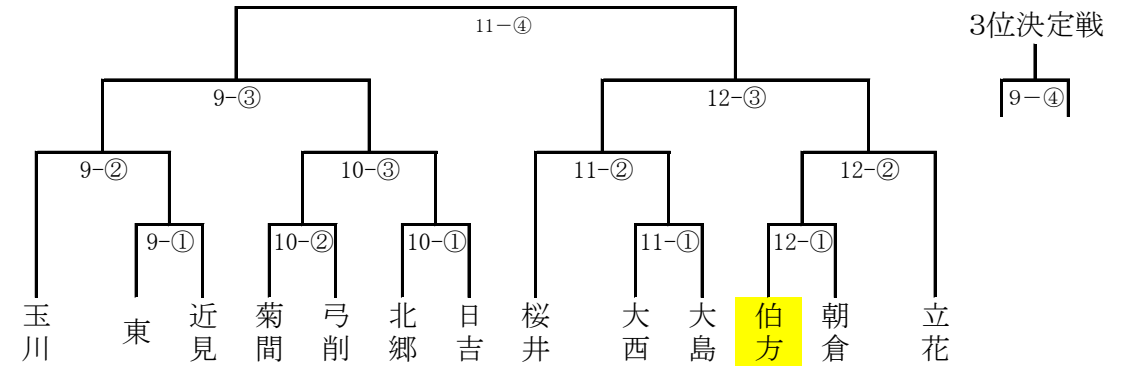 11－④
3位決定戦
9-③
12-③
9－④
9-②
10-③
11-②
12-②
9-①
10-②
10-①
11-①
12-①
玉川
東
近見
菊間
弓削
北郷
日吉
桜井
大西
大島
伯方
朝倉
立花